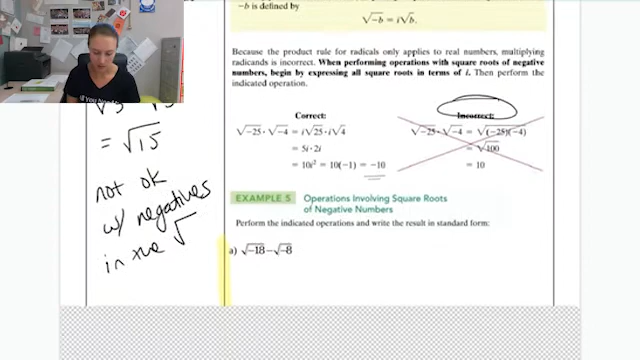 −b is defined by
√−b = i√b.
Because the product rule for radicals only applies to real numbers, multiplying
radicands is incorrect. When performing operations with square roots of negative
numbers, begin by expressing all square roots in terms of i. Then perform the
indicated operation.
Correct:
√−25 · √−4 = i√25 · i√4
= 5i · 2i
= 10i² = 10(−1) = −10
Incorrect:
√−25 · √−4 = √(−25)(−4)
= √100
= 10
= √15
not ok
w/ negatives
in the √
EXAMPLE 5 Operations Involving Square Roots
of Negative Numbers
Perform the indicated operations and write the result in standard form:
a) √−18 − √−8